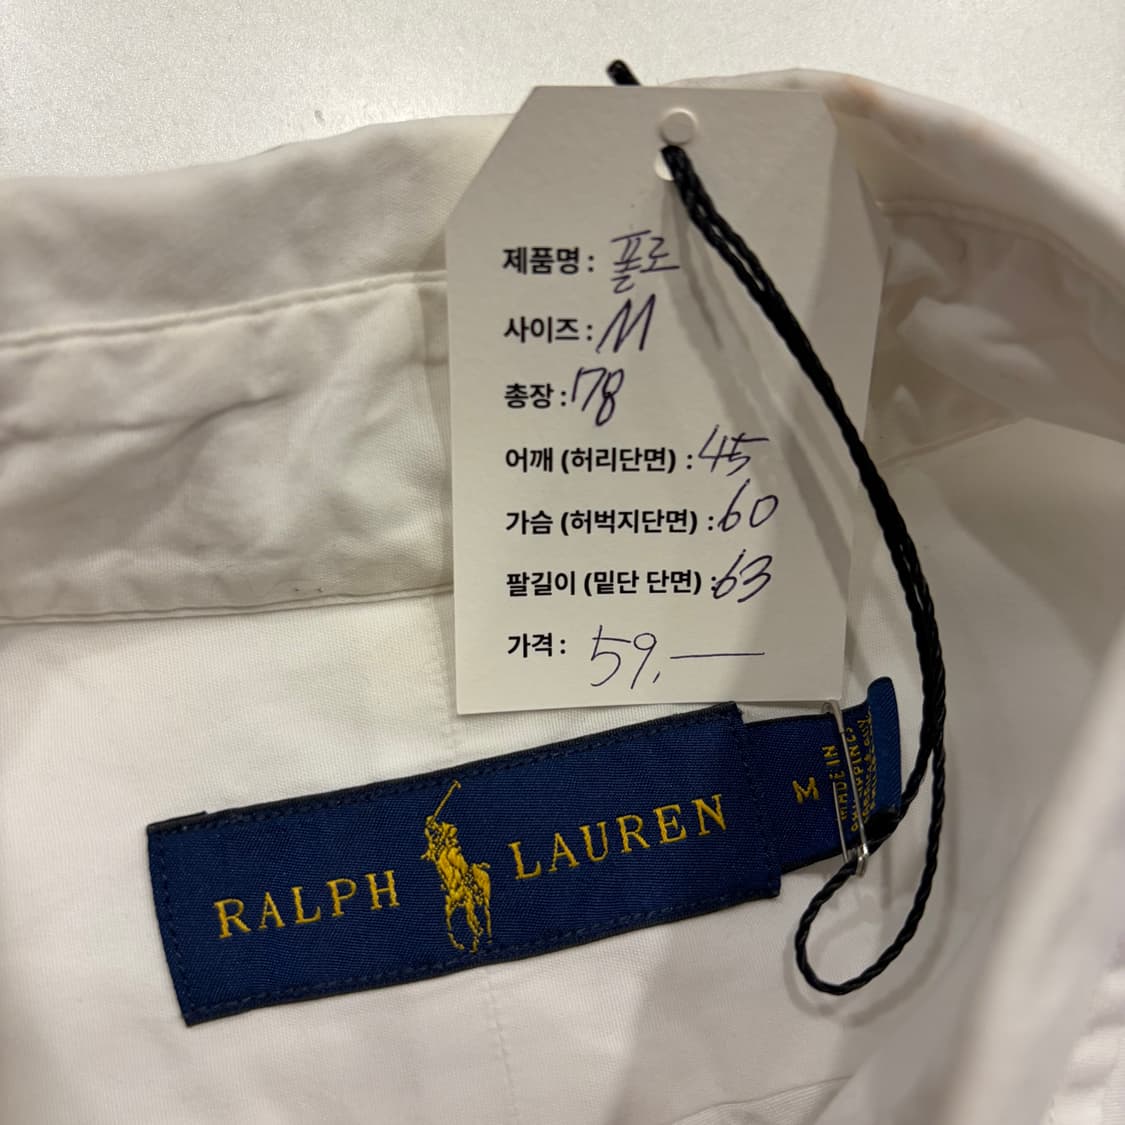 제품명 : 폴로
사이즈 : M
총장 : 78
어깨 (허리단면) : 45
가슴 (허벅지단면) : 60
팔길이 (밑단 단면) : 63
가격 : 59,—
RALPH LAUREN
M
MADE IN